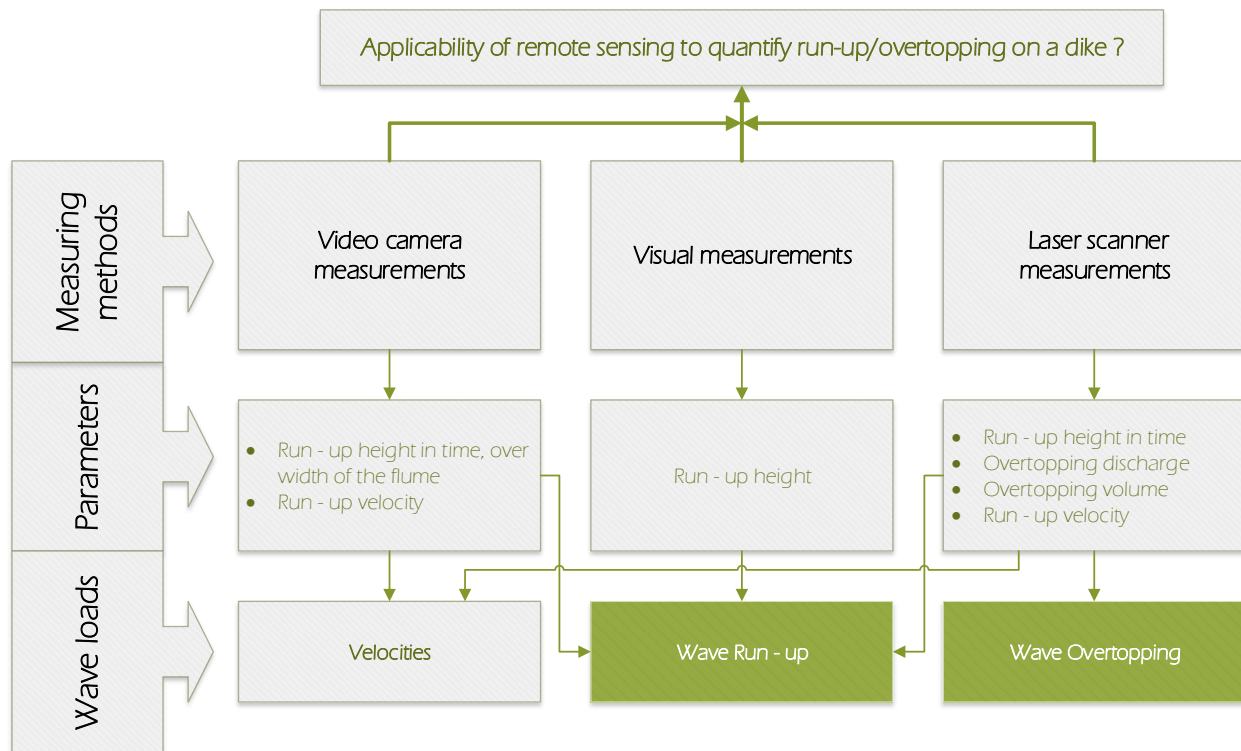 Applicability of remote sensing to quantify run-up/overtopping on a dike ?
Measuring
methods
Video camera
measurements
Visual measurements
Laser scanner
measurements
Parameters
• Run - up height in time, over
width of the flume
• Run - up velocity
Run - up height
• Run - up height in time
• Overtopping discharge
• Overtopping volume
• Run - up velocity
Wave loads
Velocities
Wave Run - up
Wave Overtopping